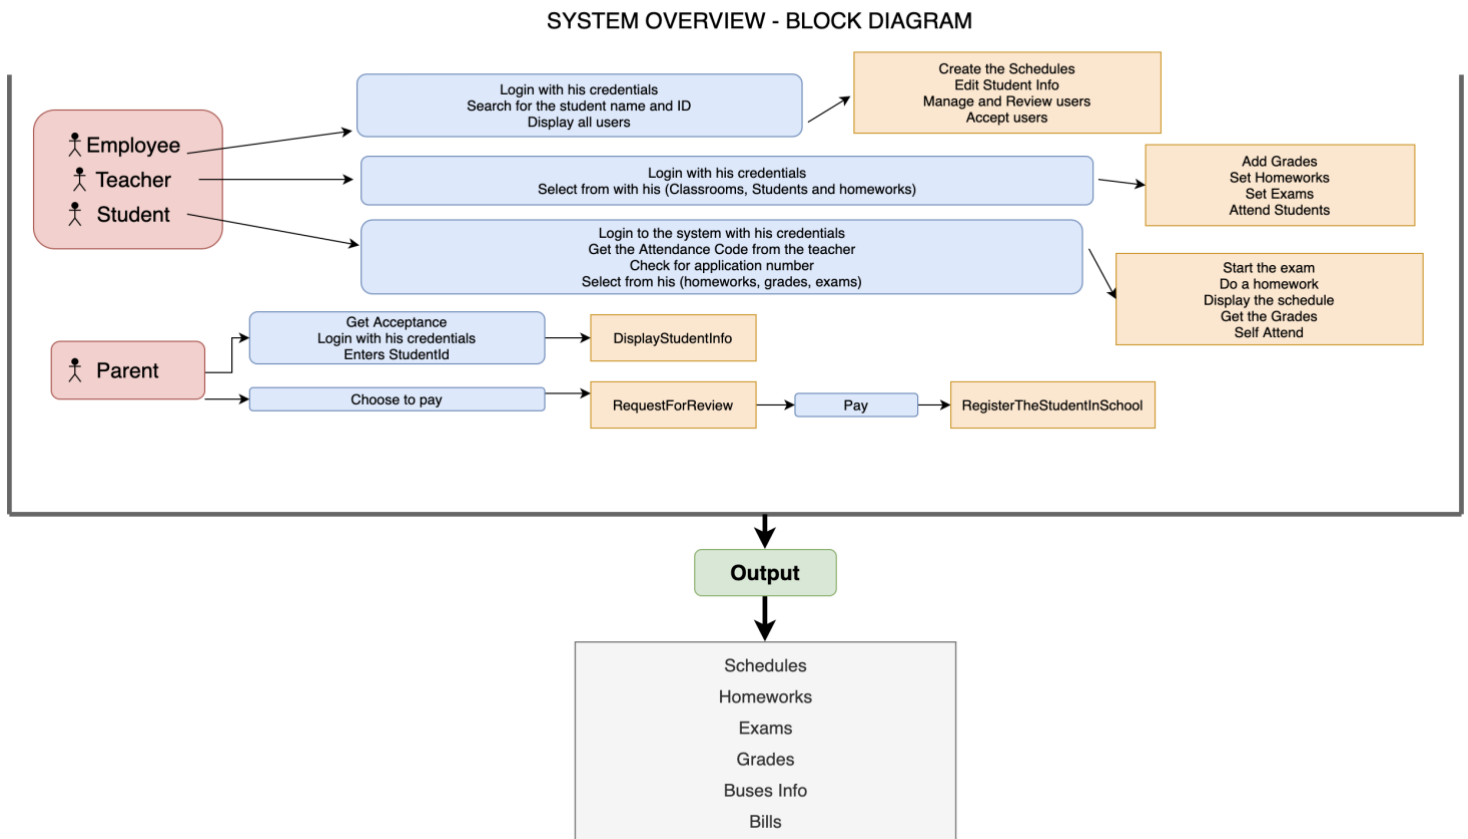 SYSTEM OVERVIEW - BLOCK DIAGRAM
Employee
Teacher
Student
Login with his credentials
Search for the student name and ID
Display all users
Create the Schedules
Edit Student Info
Manage and Review users
Accept users
Login with his credentials
Select from with his (Classrooms, Students and homeworks)
Add Grades
Set Homeworks
Set Exams
Attend Students
Login to the system with his credentials
Get the Attendance Code from the teacher
Check for application number
Select from his (homeworks, grades, exams)
Start the exam
Do a homework
Display the schedule
Get the Grades
Self Attend
Parent
Get Acceptance
Login with his credentials
Enters StudentId
DisplayStudentInfo
Choose to pay
RequestForReview
Pay
RegisterTheStudentInSchool
Output
Schedules
Homeworks
Exams
Grades
Buses Info
Bills